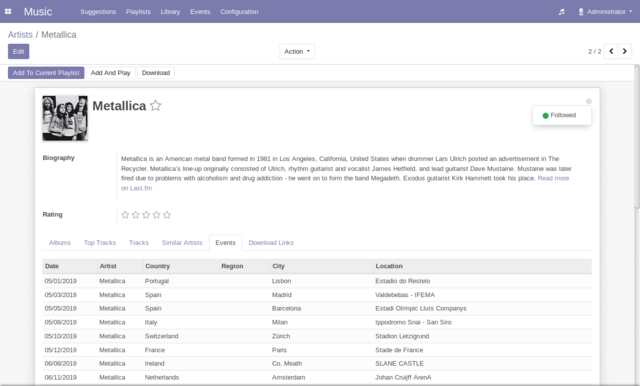 Music Suggestions Playlists Library Events Configuration Administrator
Artists / Metallica
Edit Action 2 / 2
Add To Current Playlist Add And Play Download
Metallica
Followed
Biography
Metallica is an American metal band formed in 1981 in Los Angeles, California, United States when drummer Lars Ulrich posted an advertisement in The
Recycler. Metallica's line-up originally consisted of Ulrich, rhythm guitarist and vocalist James Hetfield, and lead guitarist Dave Mustaine. Mustaine was later
fired due to problems with alcoholism and drug addiction - he went on to form the band Megadeth. Exodus guitarist Kirk Hammett took his place. Read more
on Last.fm
Rating
Albums Top Tracks Tracks Similar Artists Events Download Links
Date Artist Country Region City Location
05/01/2019 Metallica Portugal Lisbon Estadio do Restelo
05/03/2019 Metallica Spain Madrid Valdebebas - IFEMA
05/05/2019 Metallica Spain Barcelona Estadi Olímpic Lluís Companys
05/08/2019 Metallica Italy Milan Ippodromo Snai - San Siro
05/10/2019 Metallica Switzerland Zürich Stadion Letzigrund
05/12/2019 Metallica France Paris Stade de France
06/08/2019 Metallica Ireland Co. Meath SLANE CASTLE
06/11/2019 Metallica Netherlands Amsterdam Johan Cruijff ArenA